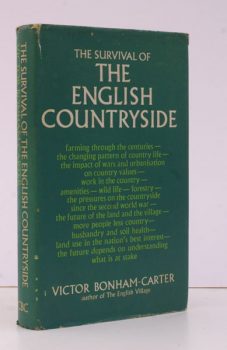 THE SURVIVAL OF
THE
ENGLISH
COUNTRYSIDE
farming through the centuries —
the changing pattern of country life —
the impact of wars and urbanisation
on country values —
work in the country —
amenities — wild life — forestry —
the pressures on the countryside
since the second world war —
the future of the land and the village —
more people less country —
husbandry and soil health —
land use in the nation's best interest —
the future depends on understanding
what is at stake
VICTOR BONHAM-CARTER
author of The English Village
THE SURVIVAL OF THE ENGLISH COUNTRYSIDE